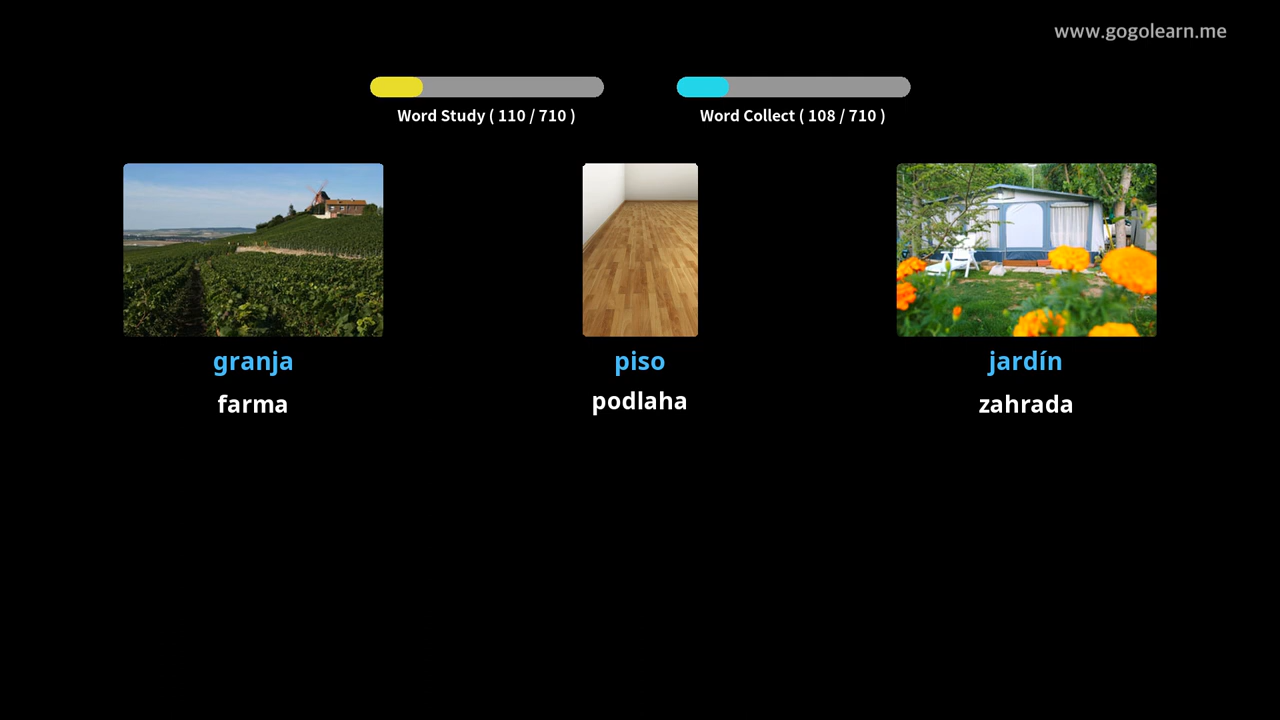 www.gogolearn.me
Word Study ( 110 / 710 )
Word Collect ( 108 / 710 )
granja
piso
jardín
farma
podlaha
zahrada